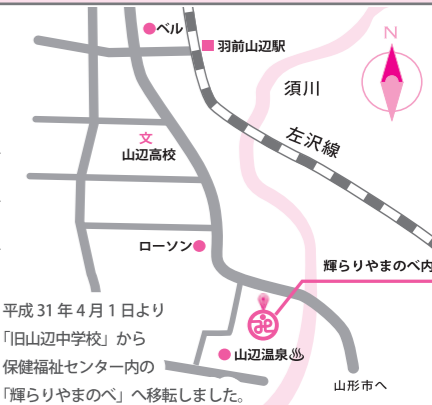 ベル
羽前山辺駅
N
須川
左沢線
文
山辺高校
ローソン
輝らりやまのべ内
山辺温泉♨
山形市へ
平成 31 年 4 月 1 日より
「旧山辺中学校」から
保健福祉センター内の
「輝らりやまのべ」へ移転しました。